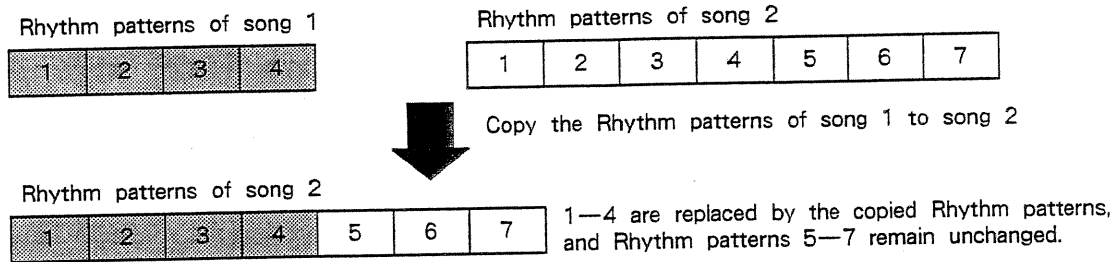 Rhythm patterns of song 1
1 2 3 4
Rhythm patterns of song 2
1 2 3 4 5 6 7
Copy the Rhythm patterns of song 1 to song 2
Rhythm patterns of song 2
1 2 3 4 5 6 7
1—4 are replaced by the copied Rhythm patterns,
and Rhythm patterns 5—7 remain unchanged.